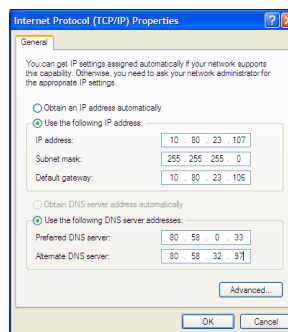 Internet Protocol (TCP/IP) Properties
General
You can get IP settings assigned automatically if your network supports
this capability. Otherwise, you need to ask your network administrator for
the appropriate IP settings.
Obtain an IP address automatically
Use the following IP address:
IP address: 10 . 80 . 23 . 107
Subnet mask: 255 . 255 . 255 . 0
Default gateway: 10 . 80 . 23 . 106
Obtain DNS server address automatically
Use the following DNS server addresses:
Preferred DNS server: 80 . 58 . 0 . 33
Alternate DNS server: 80 . 58 . 32 . 97
Advanced...
OK Cancel